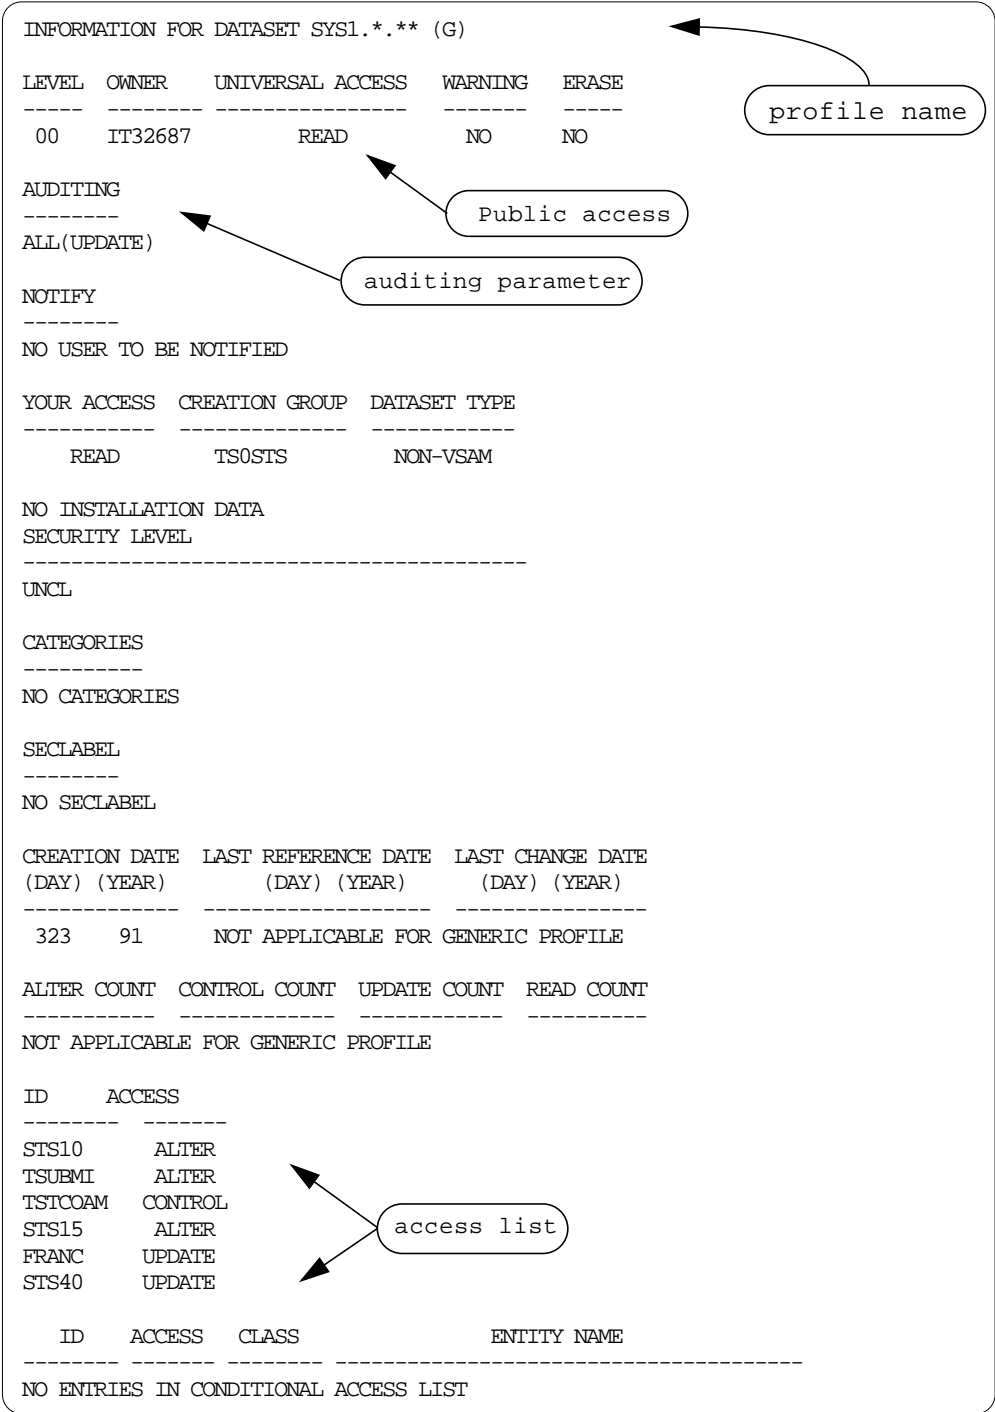 INFORMATION FOR DATASET SYS1.*.** (G)
profile name
LEVEL  OWNER    UNIVERSAL ACCESS   WARNING   ERASE
-----  -------- ----------------   -------   -----
 00    IT32687         READ          NO      NO
Public access
AUDITING
--------
ALL(UPDATE)
auditing parameter
NOTIFY
--------
NO USER TO BE NOTIFIED
YOUR ACCESS  CREATION GROUP  DATASET TYPE
-----------  --------------  ------------
    READ        TS0STS         NON-VSAM
NO INSTALLATION DATA
SECURITY LEVEL
------------------------------------------
UNCL
CATEGORIES
----------
NO CATEGORIES
SECLABEL
--------
NO SECLABEL
CREATION DATE  LAST REFERENCE DATE  LAST CHANGE DATE
(DAY) (YEAR)        (DAY) (YEAR)      (DAY) (YEAR)
-------------  -------------------  ----------------
 323    91      NOT APPLICABLE FOR GENERIC PROFILE
ALTER COUNT  CONTROL COUNT  UPDATE COUNT  READ COUNT
-----------  -------------  ------------  ----------
NOT APPLICABLE FOR GENERIC PROFILE
ID     ACCESS
--------  -------
STS10      ALTER
TSUBMI     ALTER
TSTCOAM   CONTROL
STS15      ALTER
FRANC     UPDATE
STS40     UPDATE
access list
   ID    ACCESS   CLASS                ENTITY NAME
-------- ------- -------- ---------------------------------------
NO ENTRIES IN CONDITIONAL ACCESS LIST